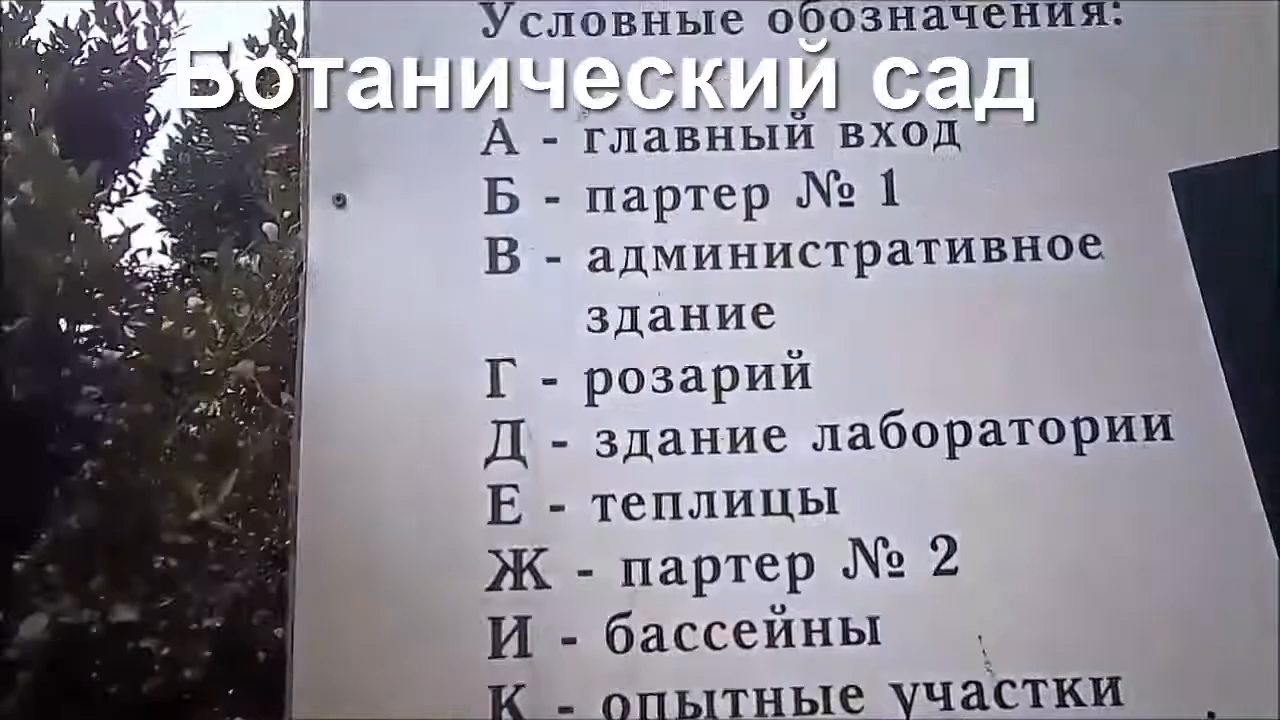 Условные обозначения:
Ботанический сад
А - главный вход
Б - партер № 1
В - административное
здание
Г - розарий
Д - здание лаборатории
Е - теплицы
Ж - партер № 2
И - бассейны
К - опытные участки